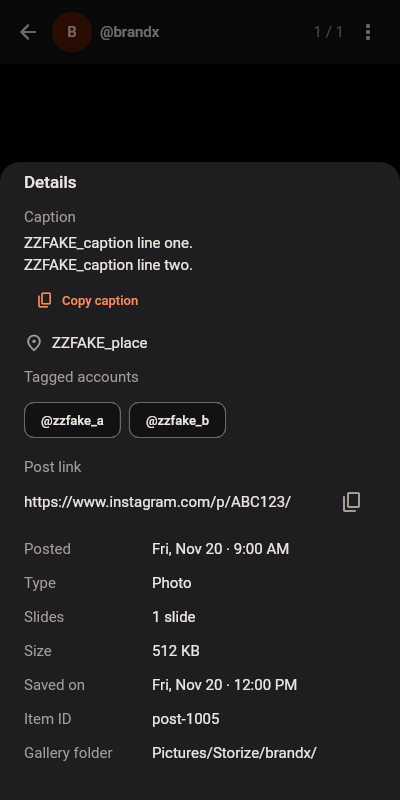 B @brandx 1 / 1
Details
Caption
ZZFAKE_caption line one.
ZZFAKE_caption line two.
Copy caption
ZZFAKE_place
Tagged accounts
@zzfake_a @zzfake_b
Post link
https://www.instagram.com/p/ABC123/
Posted Fri, Nov 20 · 9:00 AM
Type Photo
Slides 1 slide
Size 512 KB
Saved on Fri, Nov 20 · 12:00 PM
Item ID post-1005
Gallery folder Pictures/Storize/brandx/